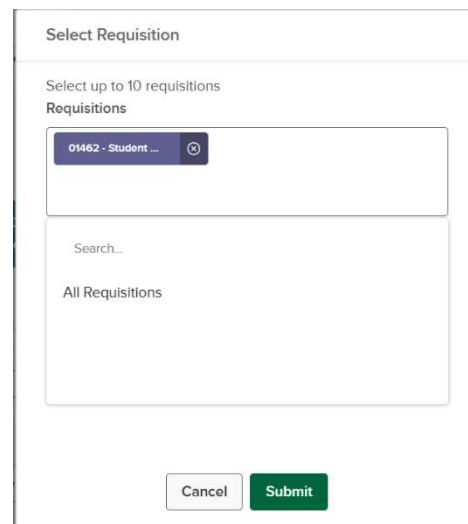 Select Requisition
Select up to 10 requisitions
Requisitions
01462 - Student ...
Search...
All Requisitions
Cancel
Submit